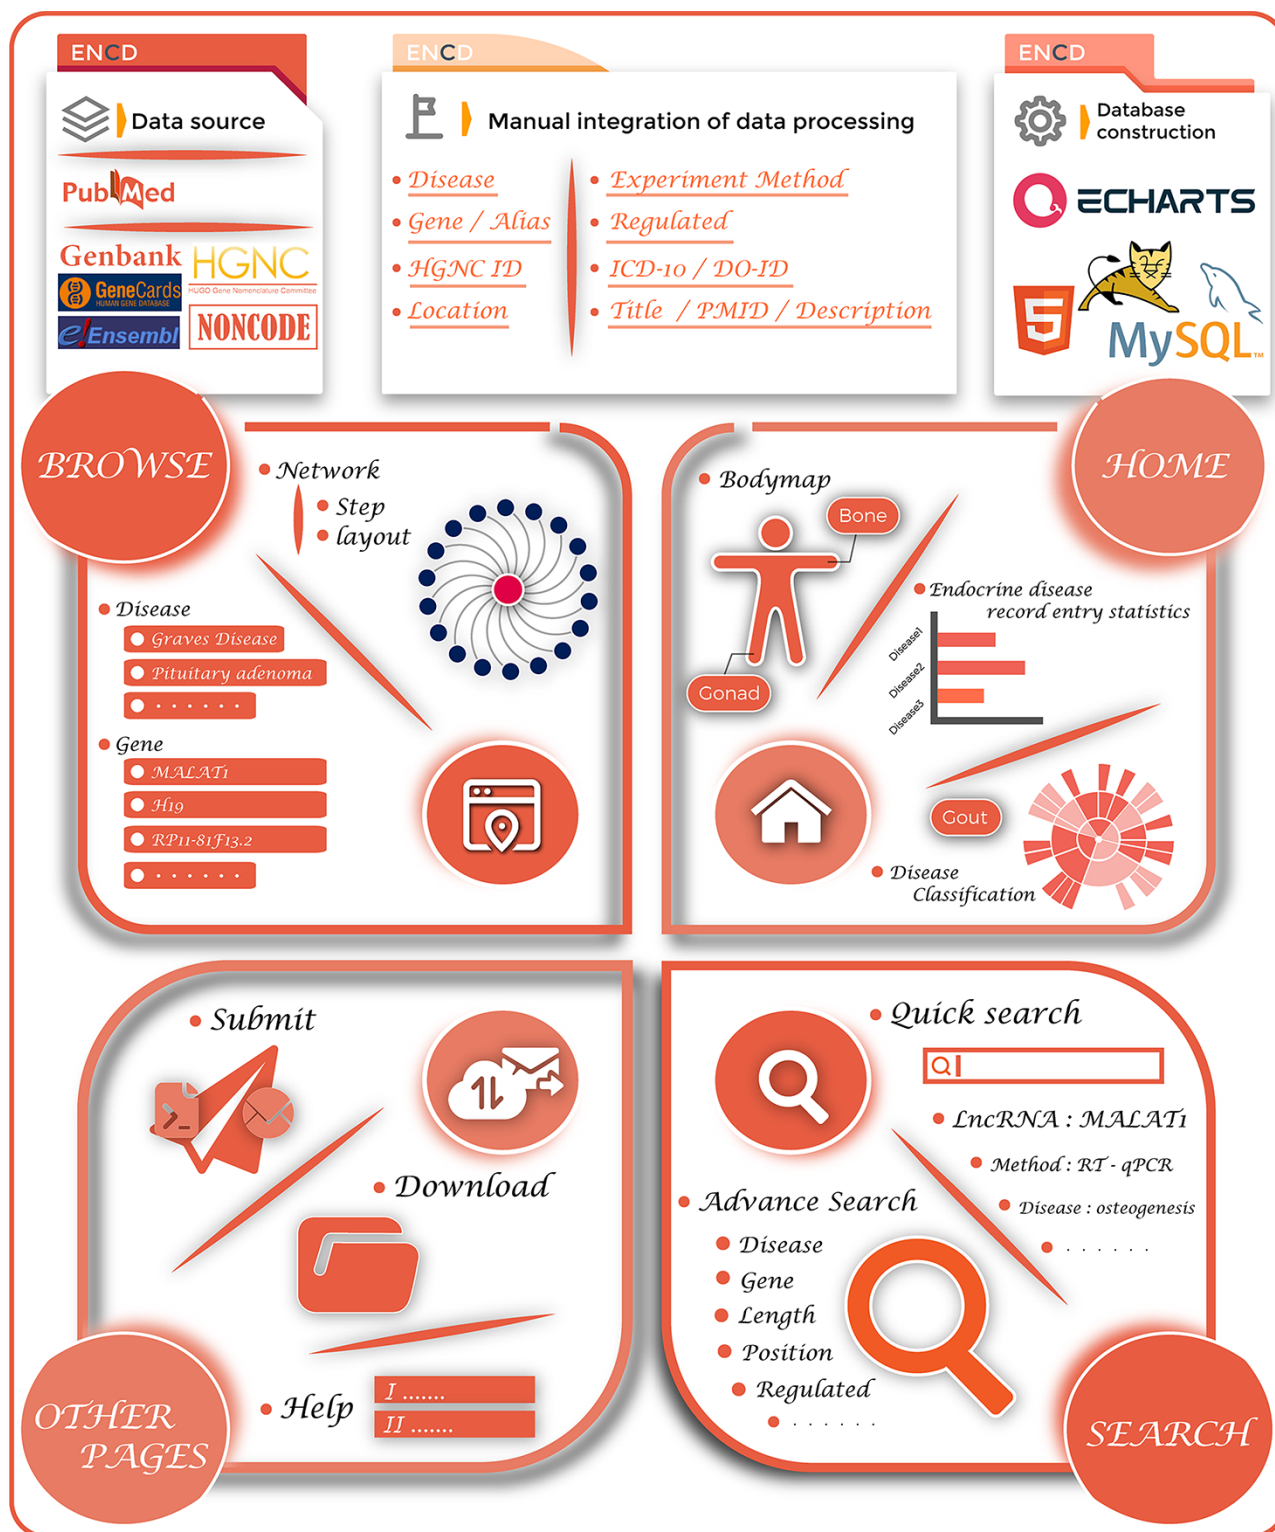 ENCD
Data source
PubMed
Genbank
HGNC
HUGO Gene Nomenclature Committee
GeneCards
HUMAN GENE DATABASE
e!Ensembl
NONCODE
ENCD
Manual integration of data processing
Disease
Gene / Alias
HGNC ID
Location
Experiment Method
Regulated
ICD-10 / DO-ID
Title / PMID / Description
ENCD
Database
construction
ECHARTS
5
MySQL™
BROWSE
Network
Step
layout
Disease
Graves Disease
Pituitary adenoma
. . . . . .
Gene
MALAT1
H19
RP11-81F13.2
. . . . . .
HOME
Bodymap
Bone
Gonad
Endocrine disease
record entry statistics
Disease1
Disease2
Disease3
Gout
Disease
Classification
Submit
Download
Help
I .......
II .......
OTHER
PAGES
Quick search
LncRNA : MALAT1
Method : RT - qPCR
Disease : osteogenesis
. . . . . .
Advance Search
Disease
Gene
Length
Position
Regulated
. . . . . .
SEARCH